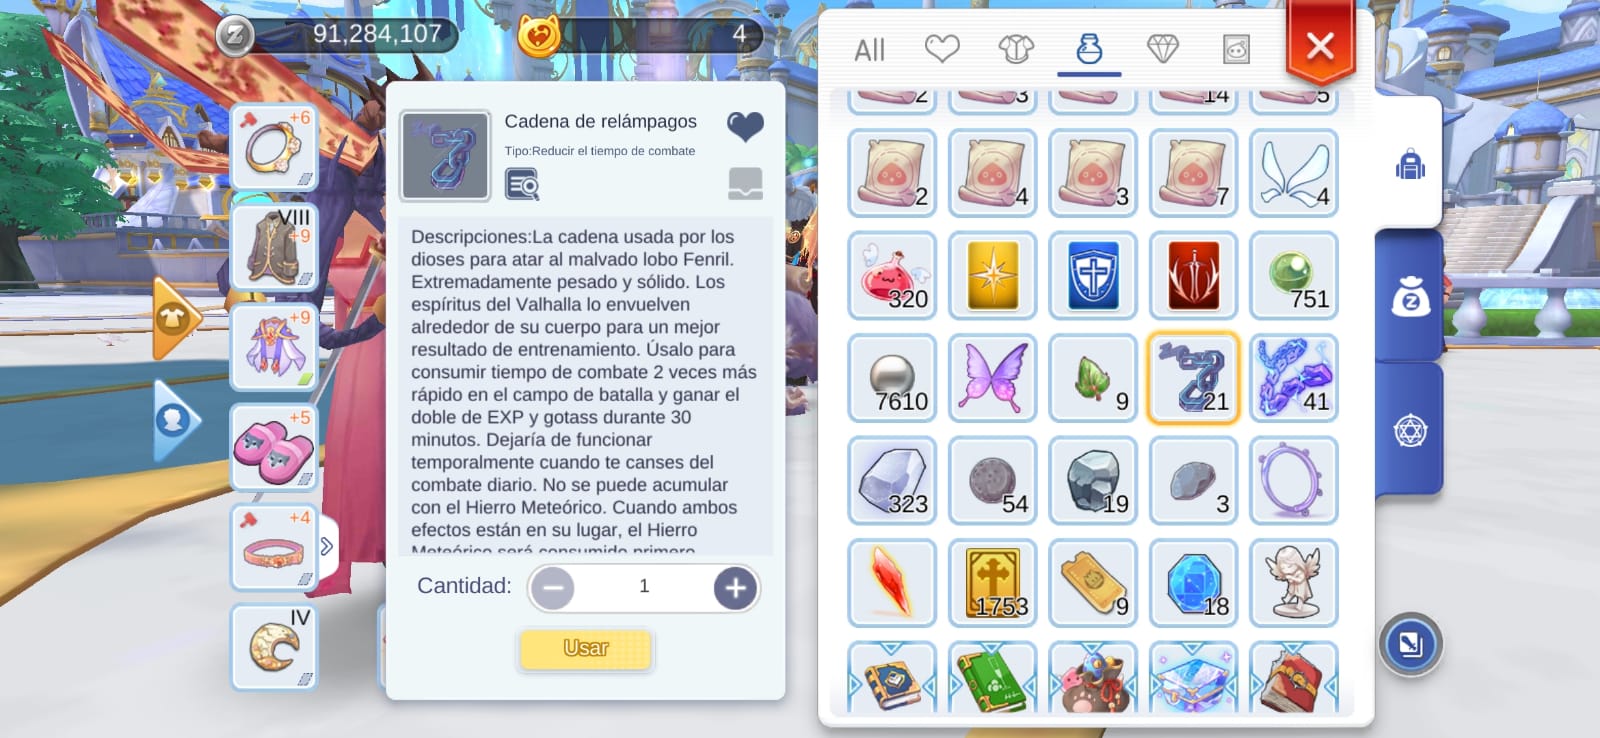 91,284,107
4
All
Cadena de relámpagos
Tipo:Reducir el tiempo de combate
Descripciones:La cadena usada por los
dioses para atar al malvado lobo Fenril.
Extremadamente pesado y sólido. Los
espíritus del Valhalla lo envuelven
alrededor de su cuerpo para un mejor
resultado de entrenamiento. Úsalo para
consumir tiempo de combate 2 veces más
rápido en el campo de batalla y ganar el
doble de EXP y gotass durante 30
minutos. Dejaría de funcionar
temporalmente cuando te canses del
combate diario. No se puede acumular
con el Hierro Meteórico. Cuando ambos
efectos están en su lugar, el Hierro
Meteórico será consumido primero
Cantidad:
1
Usar
+6
VIII
+9
+9
+5
+4
IV
2
3
14
5
2
4
3
7
4
320
751
7610
9
21
41
323
54
19
3
1753
9
18